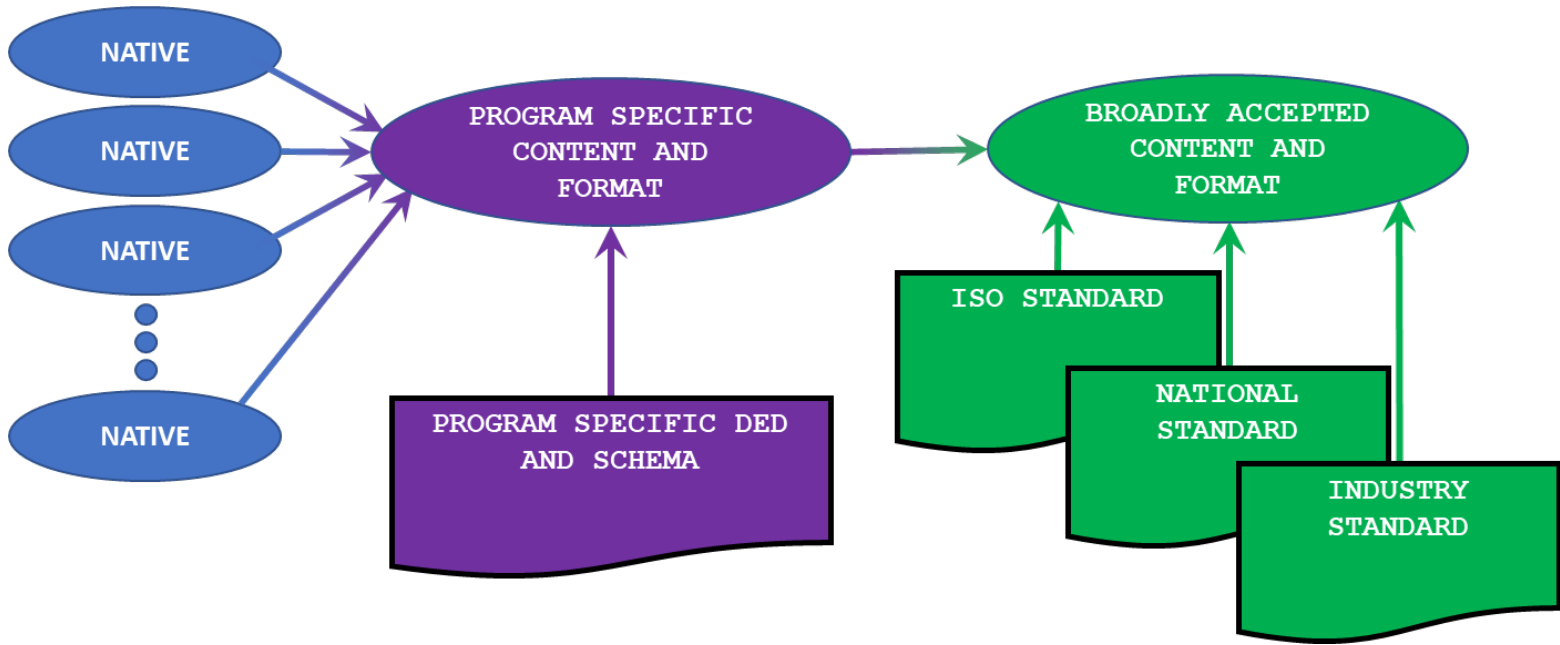 NATIVE
NATIVE
NATIVE
NATIVE
PROGRAM SPECIFIC
CONTENT AND
FORMAT
PROGRAM SPECIFIC DED
AND SCHEMA
BROADLY ACCEPTED
CONTENT AND
FORMAT
ISO STANDARD
NATIONAL
STANDARD
INDUSTRY
STANDARD